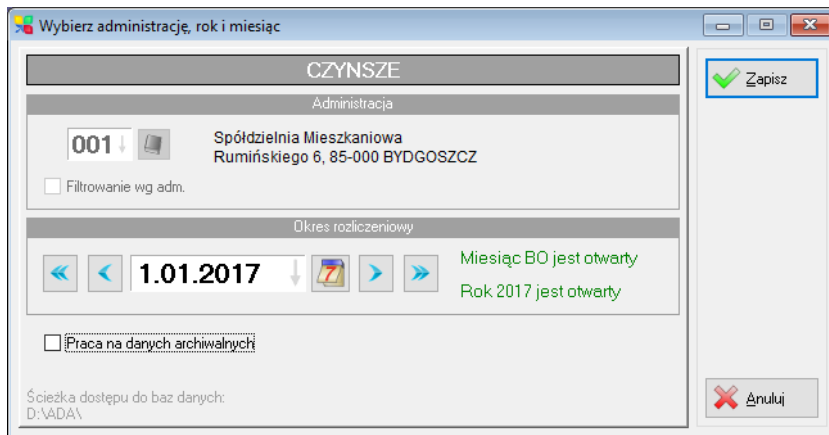 Wybierz administrację, rok i miesiąc
CZYNSZE
Administracja
001
Spółdzielnia Mieszkaniowa
Rumińskiego 6, 85-000 BYDGOSZCZ
Filtrowanie wg adm.
Okres rozliczeniowy
1.01.2017
7
Miesiąc BO jest otwarty
Rok 2017 jest otwarty
Praca na danych archiwalnych
Ścieżka dostępu do baz danych:
D:\ADA\
Zapisz
Anuluj